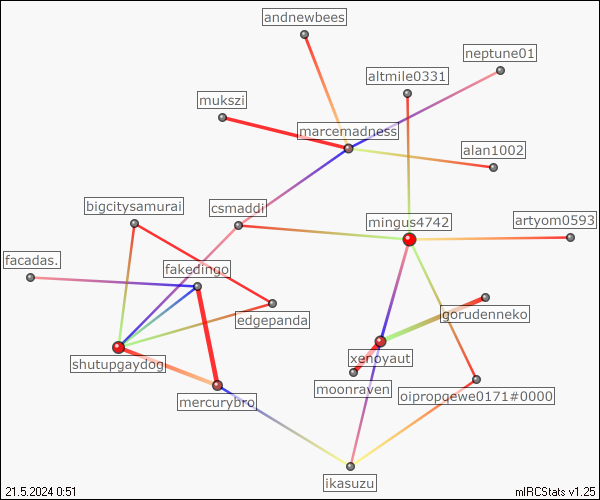 andnewbees
neptune01
altmile0331
mukszi
marcemadness
alan1002
bigcitysamurai
csmaddi
mingus4742
artyom0593
facadas.
fakedingo
edgepanda
gorudenneko
shutupgaydog
xenoyaut
moonraven
oipropqewe0171#0000
mercurybro
ikasuzu
21.5.2024 0:51
mIRCStats v1.25